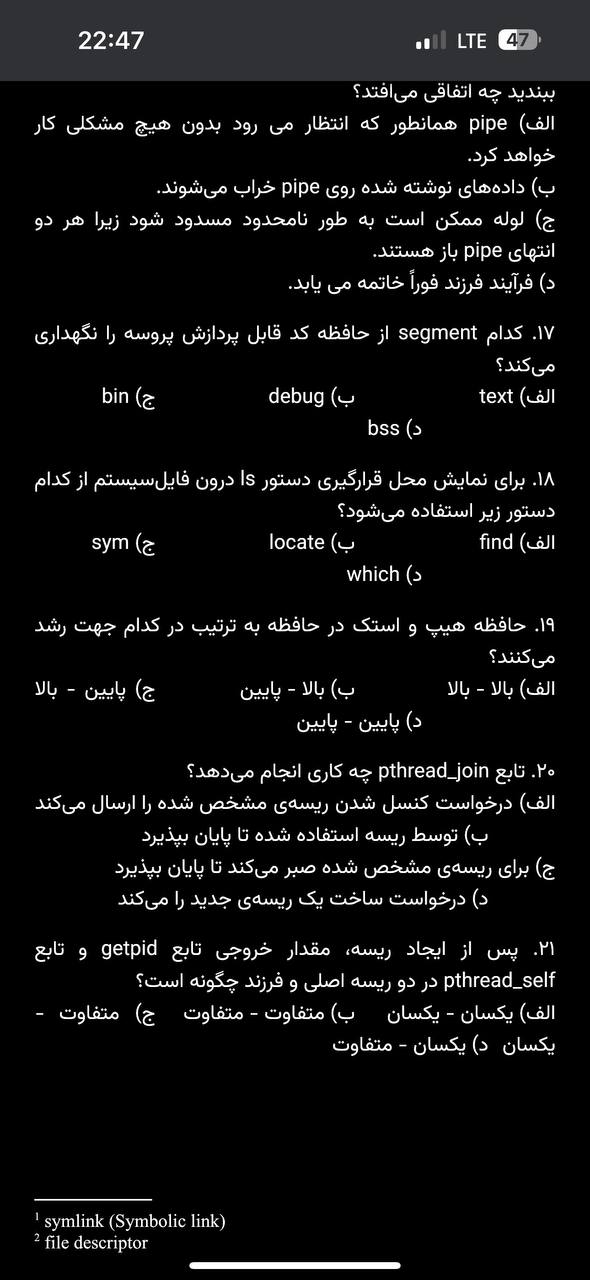 22:47
LTE
47
ببندید چه اتفاقی می‌افتد؟
الف) pipe همانطور که انتظار می رود بدون هیچ مشکلی کار
خواهد کرد.
ب) داده‌های نوشته شده روی pipe خراب می‌شوند.
ج) لوله ممکن است به طور نامحدود مسدود شود زیرا هر دو
انتهای pipe باز هستند.
د) فرآیند فرزند فوراً خاتمه می یابد.
۱۷. کدام segment از حافظه کد قابل پردازش پروسه را نگهداری
می‌کند؟
الف) text ب) debug ج) bin
د) bss
۱۸. برای نمایش محل قرارگیری دستور ls درون فایل‌سیستم از کدام
دستور زیر استفاده می‌شود؟
الف) find ب) locate ج) sym
د) which
۱۹. حافظه هیپ و استک در حافظه به ترتیب در کدام جهت رشد
می‌کنند؟
الف) بالا - بالا ب) بالا - پایین ج) پایین - بالا
د) پایین - پایین
۲۰. تابع pthread_join چه کاری انجام می‌دهد؟
الف) درخواست کنسل شدن ریسه‌ی مشخص شده را ارسال می‌کند
ب) توسط ریسه استفاده شده تا پایان بپذیرد
ج) برای ریسه‌ی مشخص شده صبر می‌کند تا پایان بپذیرد
د) درخواست ساخت یک ریسه‌ی جدید را می‌کند
۲۱. پس از ایجاد ریسه، مقدار خروجی تابع getpid و تابع
pthread_self در دو ریسه اصلی و فرزند چگونه است؟
الف) یکسان - یکسان ب) متفاوت - متفاوت ج) متفاوت -
یکسان د) یکسان - متفاوت
1 symlink (Symbolic link)
2 file descriptor